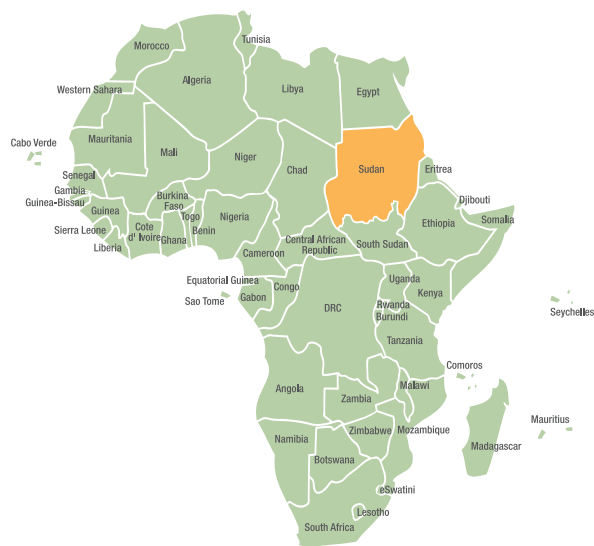 Tunisia
Morocco
Algeria
Libya
Egypt
Western Sahara
Mauritania
Cabo Verde
Mali
Niger
Chad
Sudan
Eritrea
Senegal
Gambia
Guinea-Bissau
Guinea
Burkina
Faso
Togo
Benin
Nigeria
Djibouti
Somalia
Ethiopia
Sierra Leone
Liberia
Cote
d' Ivoire
Ghana
Cameroon
Central African
Republic
South Sudan
Equatorial Guinea
Sao Tome
Gabon
Congo
DRC
Uganda
Kenya
Rwanda
Burundi
Seychelles
Tanzania
Comoros
Angola
Malawi
Zambia
Mozambique
Mauritius
Madagascar
Namibia
Zimbabwe
Botswana
eSwatini
Lesotho
South Africa